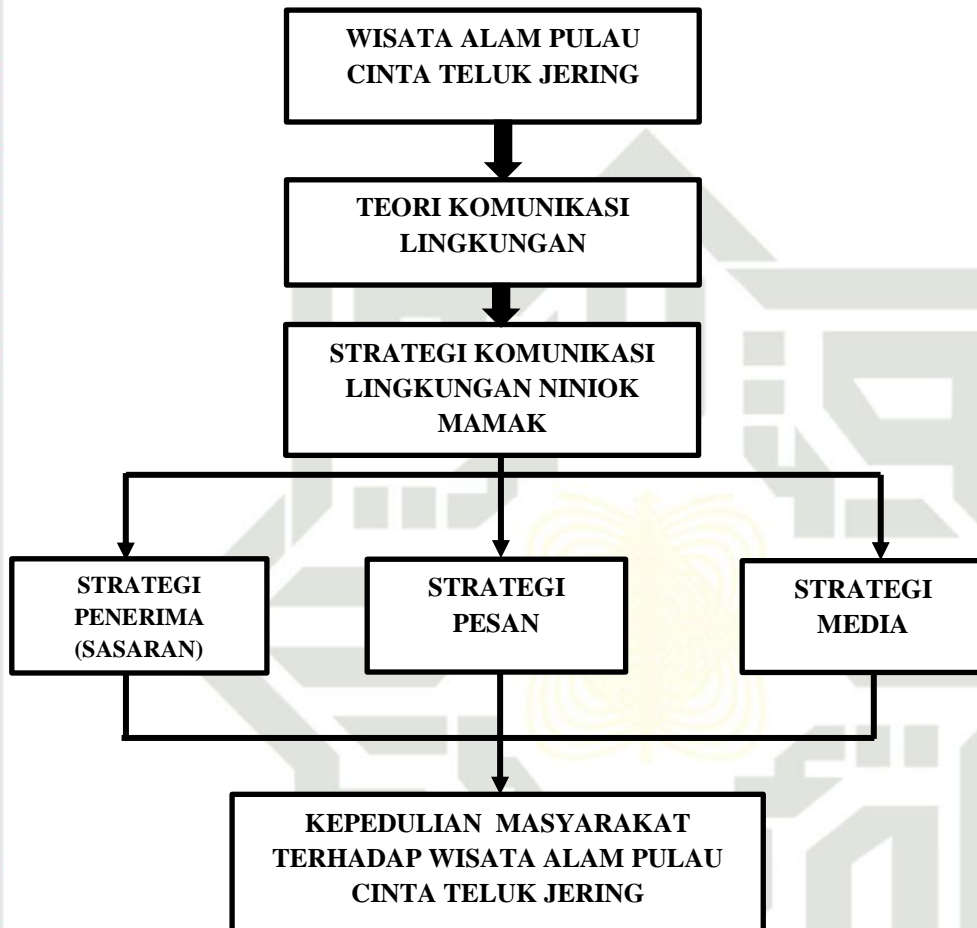 WISATA ALAM PULAU
CINTA TELUK JERING
TEORI KOMUNIKASI
LINGKUNGAN
STRATEGI KOMUNIKASI
LINGKUNGAN NINIOK
MAMAK
STRATEGI
PENERIMA
(SASARAN)
STRATEGI
PESAN
STRATEGI
MEDIA
KEPEDULIAN MASYARAKAT
TERHADAP WISATA ALAM PULAU
CINTA TELUK JERING